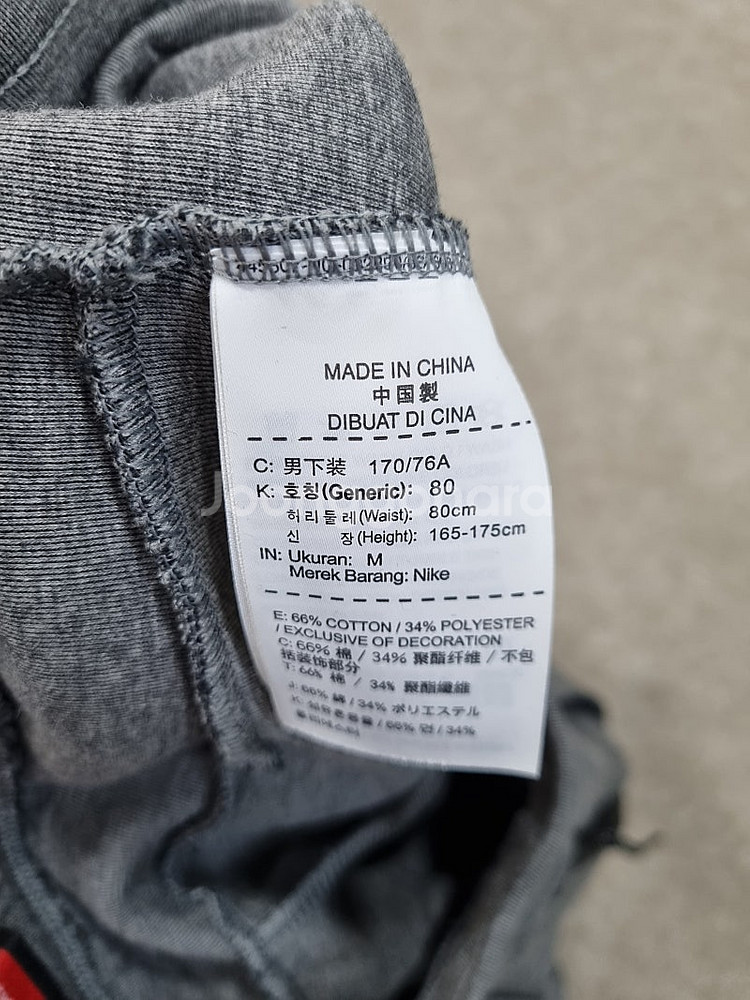 MADE IN CHINA
中国製
DIBUAT DI CINA
C: 男下装 170/76A
K: 호칭(Generic): 80
허리둘레(Waist): 80cm
신 장(Height): 165-175cm
IN: Ukuran: M
Merek Barang: Nike
E: 66% COTTON / 34% POLYESTER
/ EXCLUSIVE OF DECORATION
C: 66% 棉 / 34% 聚酯纤维 / 不包
括装饰部分
T: 66% 棉 / 34% 聚酯纖維
J: 66% 綿 / 34% ポリエステル
/ 66% 면 / 34%